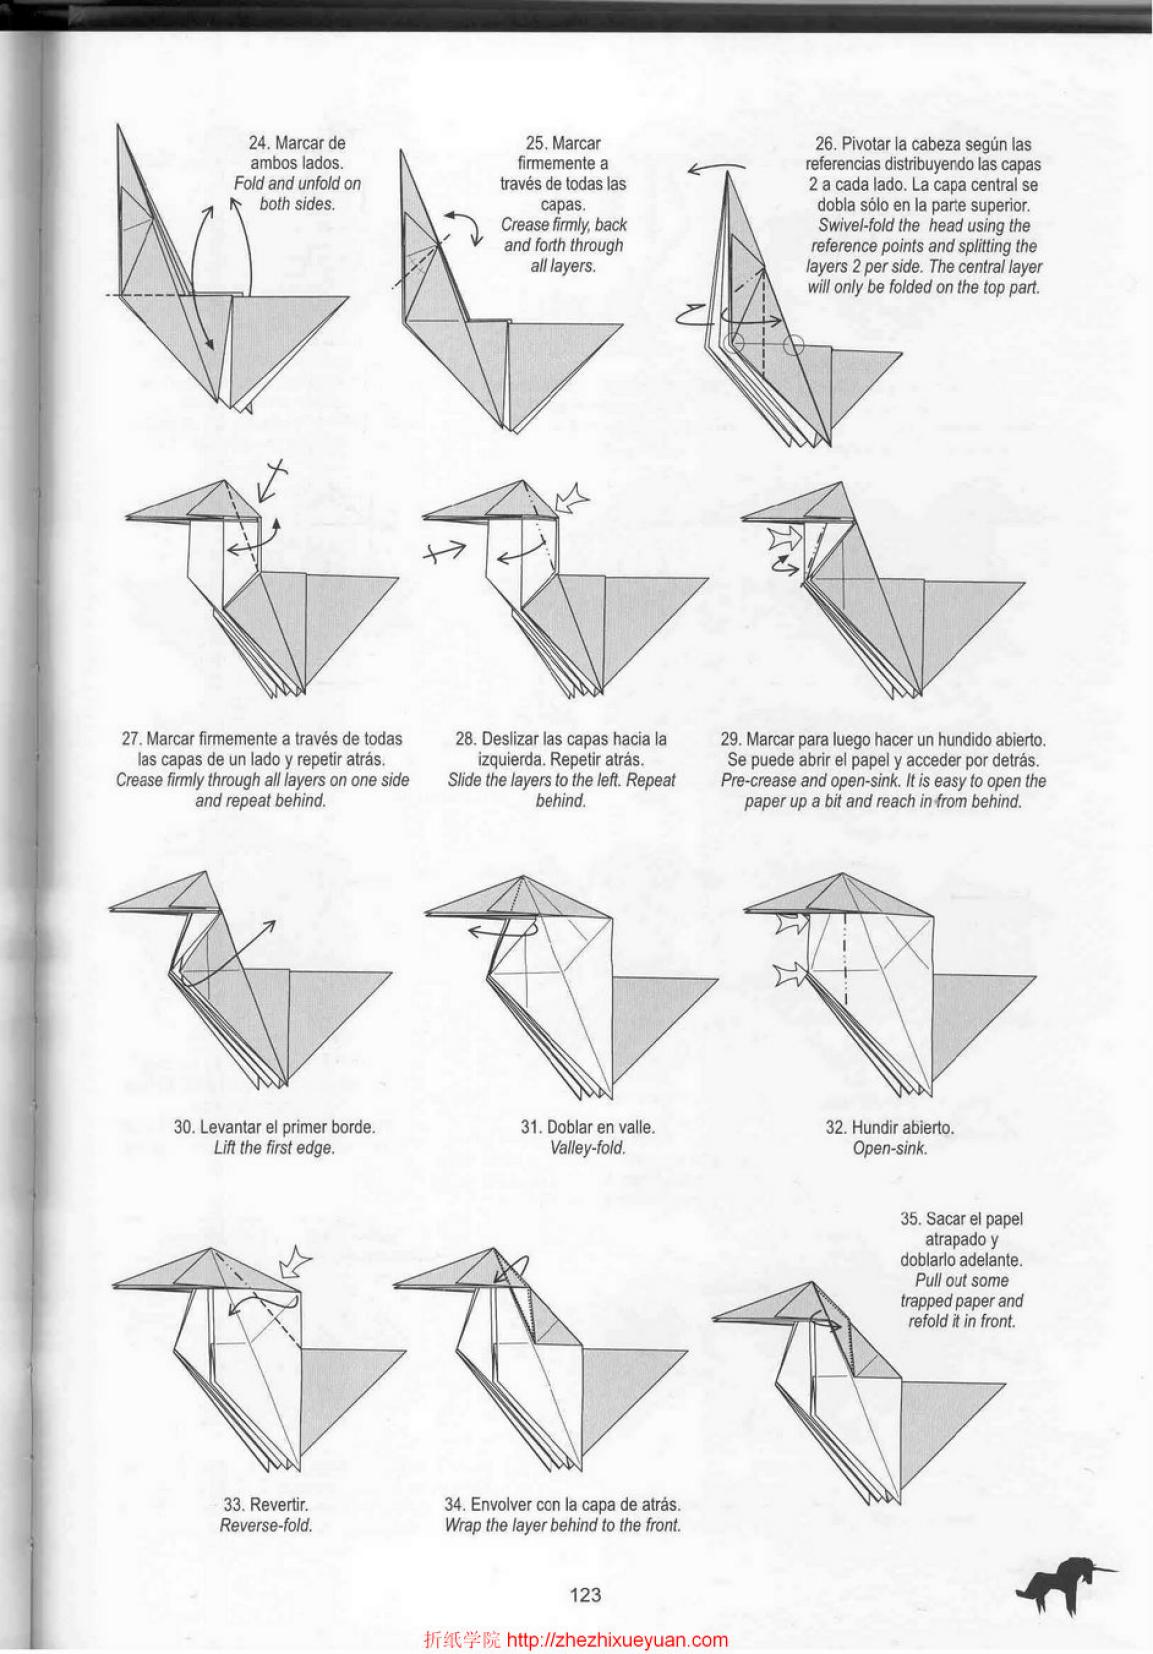 24. Marcar de
ambos lados.
Fold and unfold on
both sides.
25. Marcar
firmemente a
través de todas las
capas.
Crease firmly, back
and forth through
all layers.
26. Pivotar la cabeza según las
referencias distribuyendo las capas
2 a cada lado. La capa central se
dobla sólo en la parte superior.
Swivel-fold the head using the
reference points and splitting the
layers 2 per side. The central layer
will only be folded on the top part.
27. Marcar firmemente a través de todas
las capas de un lado y repetir atrás.
Crease firmly through all layers on one side
and repeat behind.
28. Deslizar las capas hacia la
izquierda. Repetir atrás.
Slide the layers to the left. Repeat
behind.
29. Marcar para luego hacer un hundido abierto.
Se puede abrir el papel y acceder por detrás.
Pre-crease and open-sink. It is easy to open the
paper up a bit and reach in from behind.
30. Levantar el primer borde.
Lift the first edge.
31. Doblar en valle.
Valley-fold.
32. Hundir abierto.
Open-sink.
33. Revertir.
Reverse-fold.
34. Envolver con la capa de atrás.
Wrap the layer behind to the front.
35. Sacar el papel
atrapado y
doblarlo adelante.
Pull out some
trapped paper and
refold it in front.
123
折纸学院 http://zhezhixueyuan.com